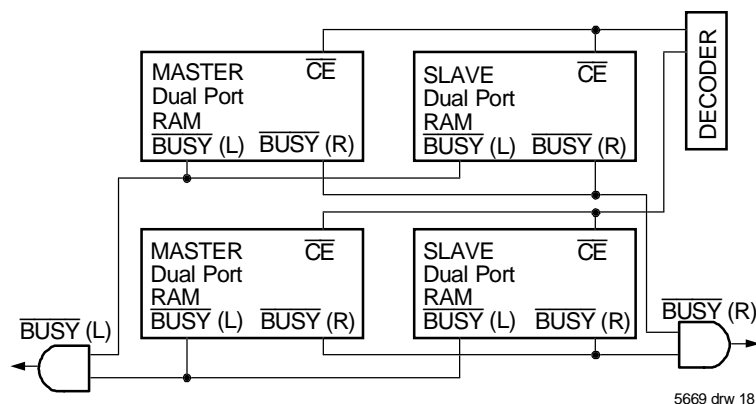 MASTER CE
Dual Port
RAM
BUSY (L) BUSY (R)
SLAVE CE
Dual Port
RAM
BUSY (L) BUSY (R)
DECODER
MASTER CE
Dual Port
RAM
BUSY (L) BUSY (R)
SLAVE CE
Dual Port
RAM
BUSY (L) BUSY (R)
BUSY (L)
BUSY (R)
5669 drw 18